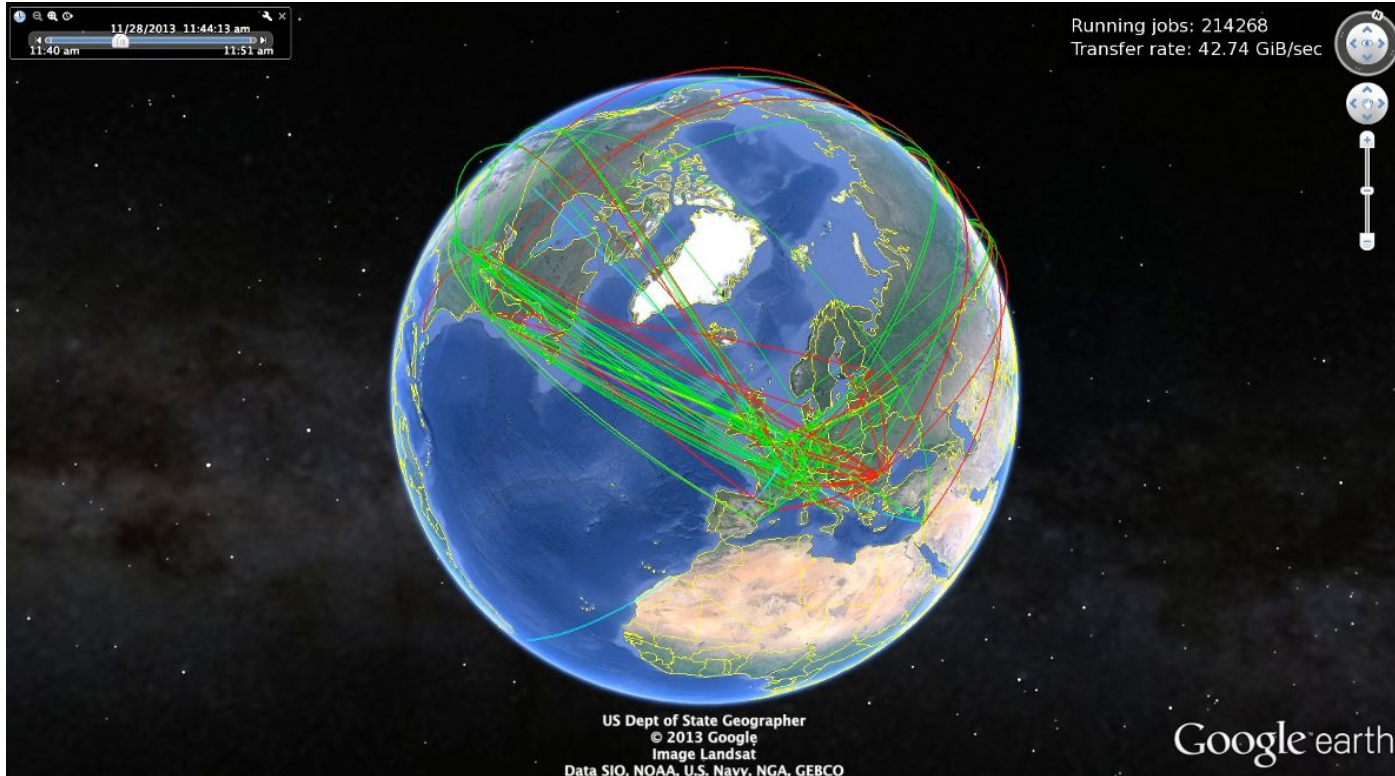 11/28/2013 11:44:13 am
11:40 am
11:51 am
Running jobs: 214268
Transfer rate: 42.74 GiB/sec
N
US Dept of State Geographer
© 2013 Google
Image Landsat
Data SIO, NOAA, U.S. Navy, NGA, GEBCO
Google earth